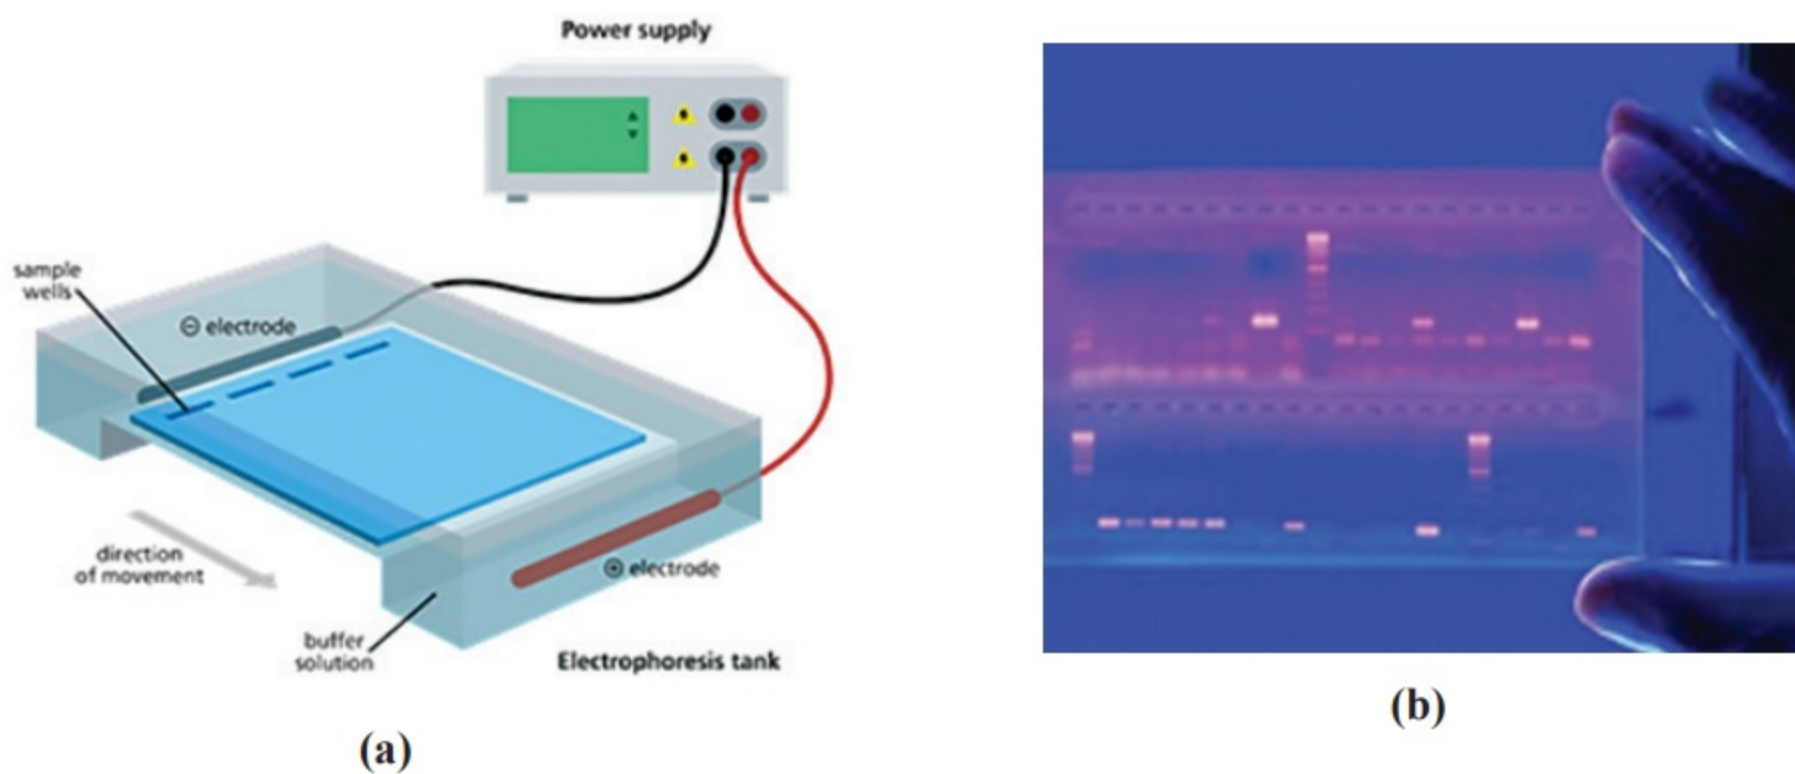 Power supply
sample
wells
⊖ electrode
direction
of movement
⊕ electrode
buffer
solution
Electrophoresis tank
(a)
(b)